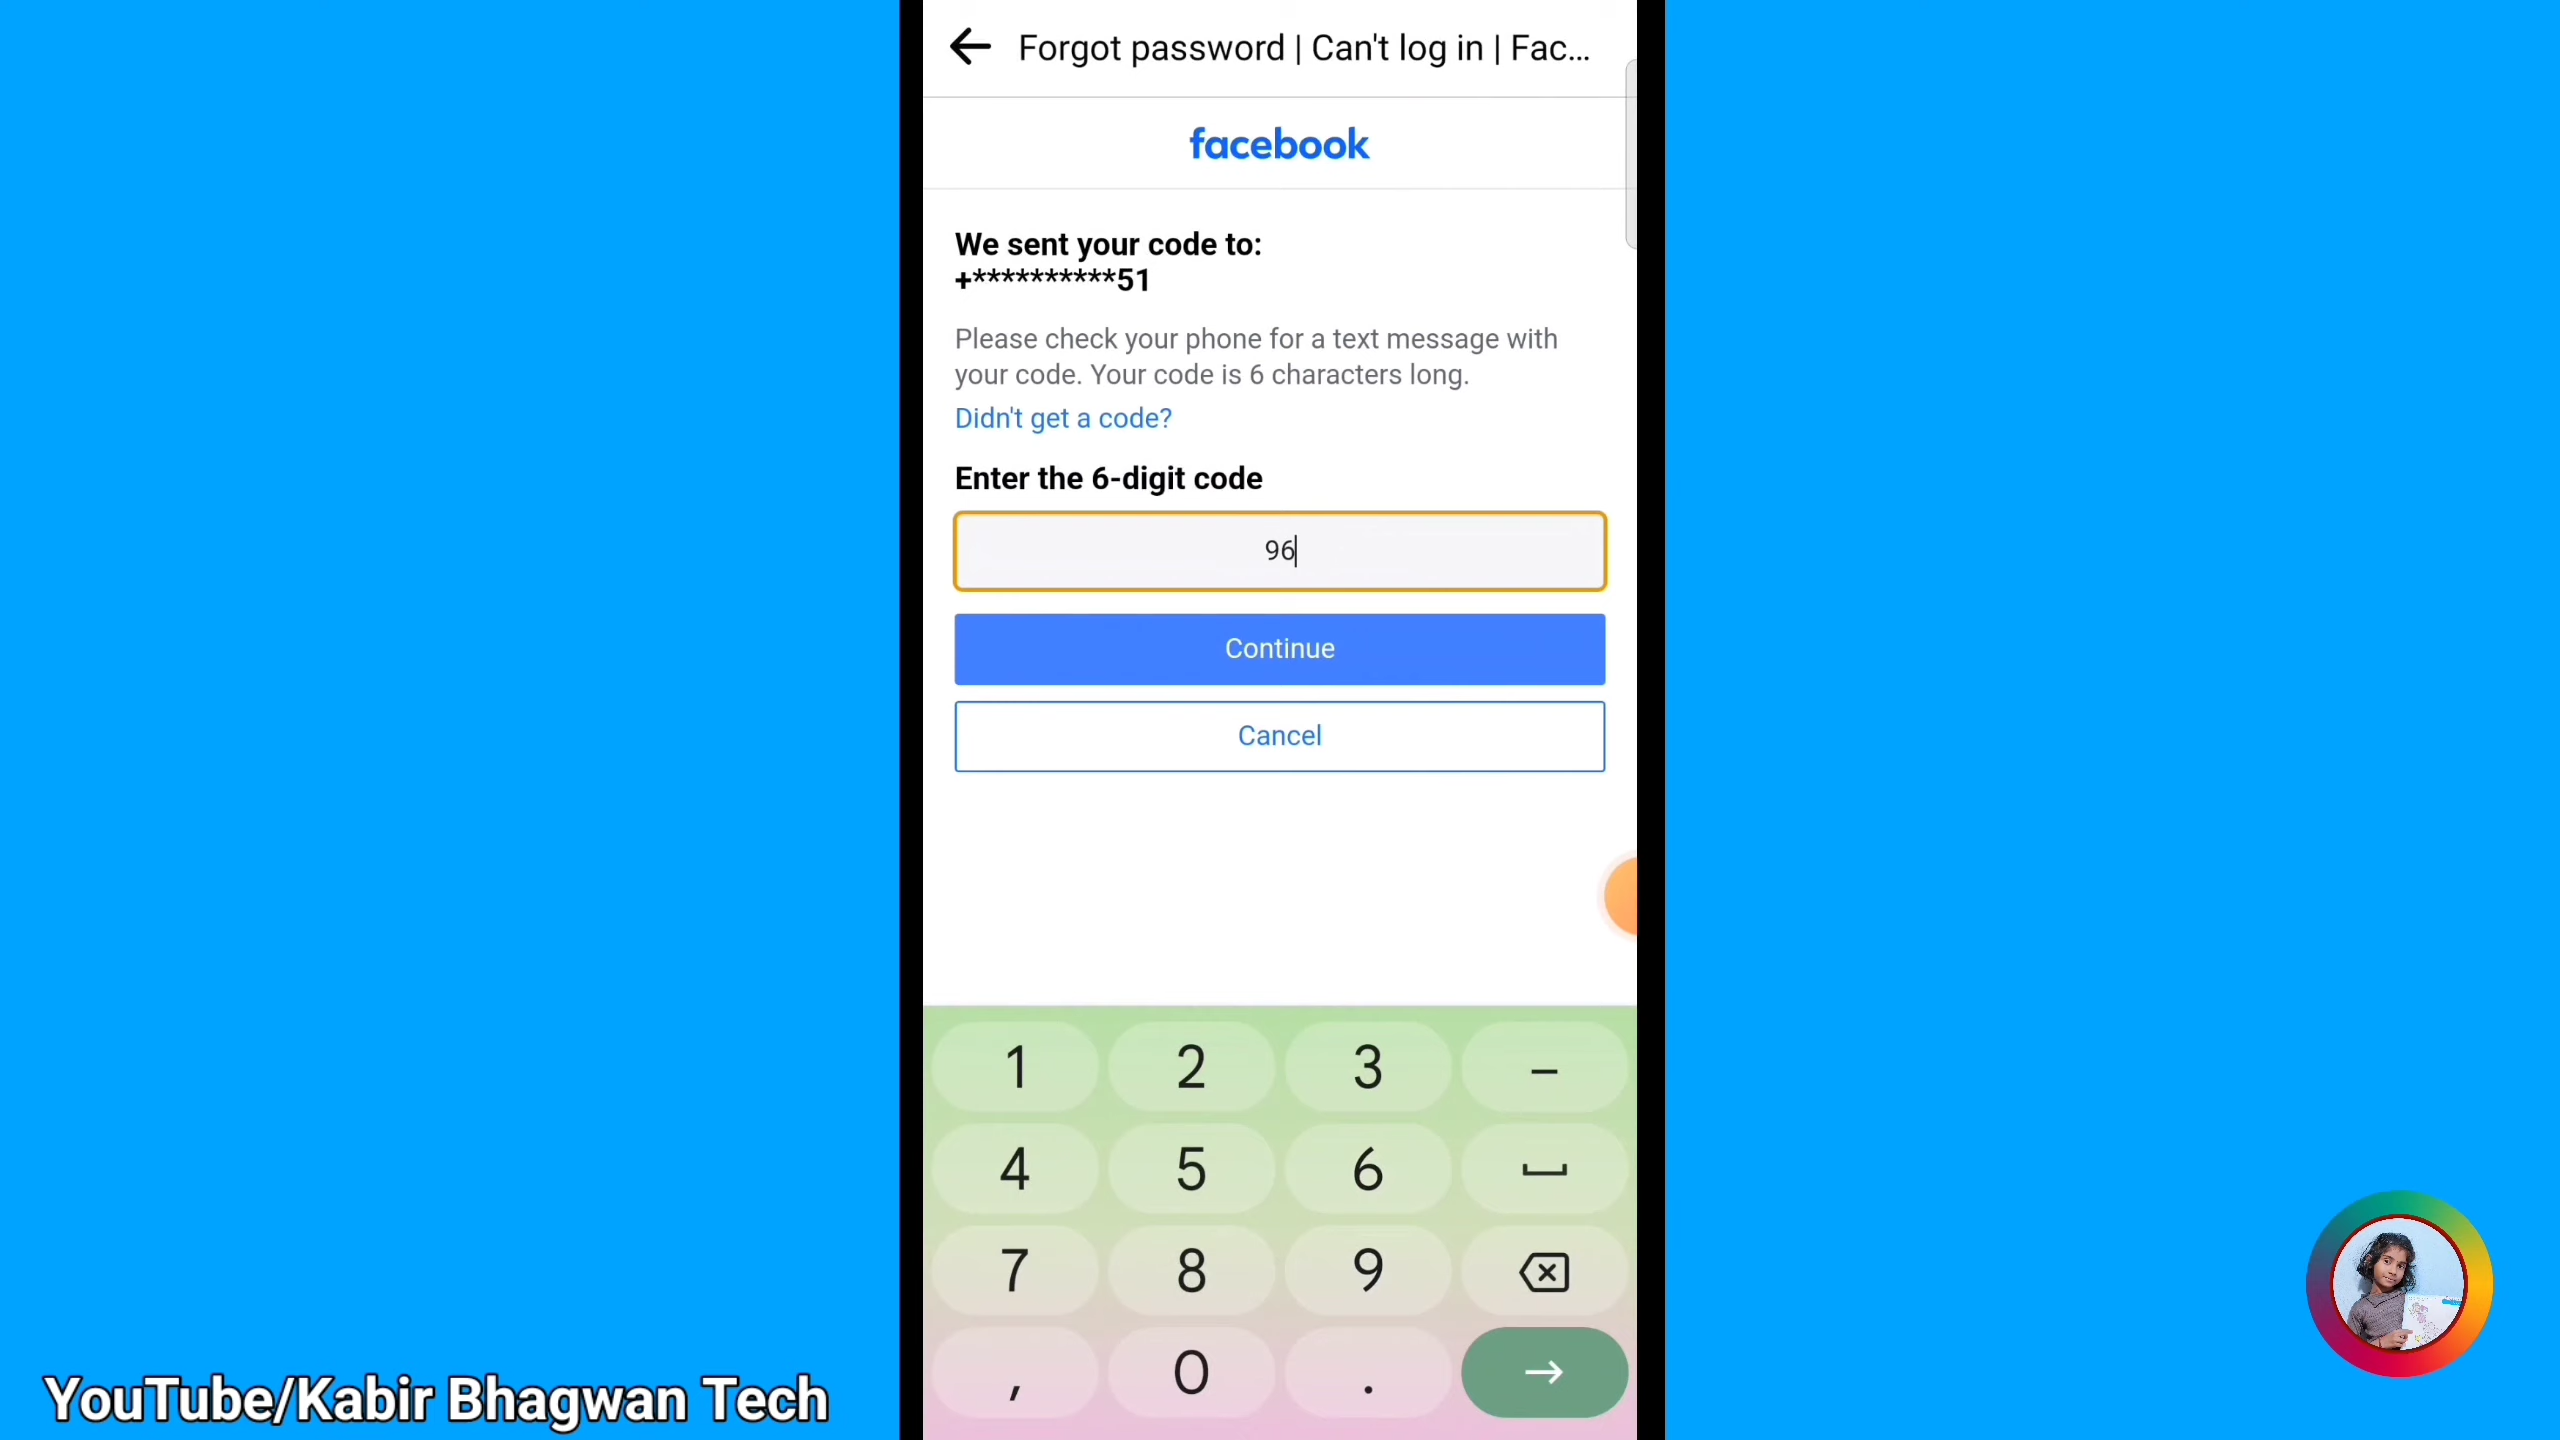 Forgot password | Can't log in | Fac...
facebook
We sent your code to:
+**********51
Please check your phone for a text message with
your code. Your code is 6 characters long.
Didn't get a code?
Enter the 6-digit code
96
Continue
Cancel
1 2 3 –
4 5 6
7 8 9
, 0 .
YouTube/Kabir Bhagwan Tech